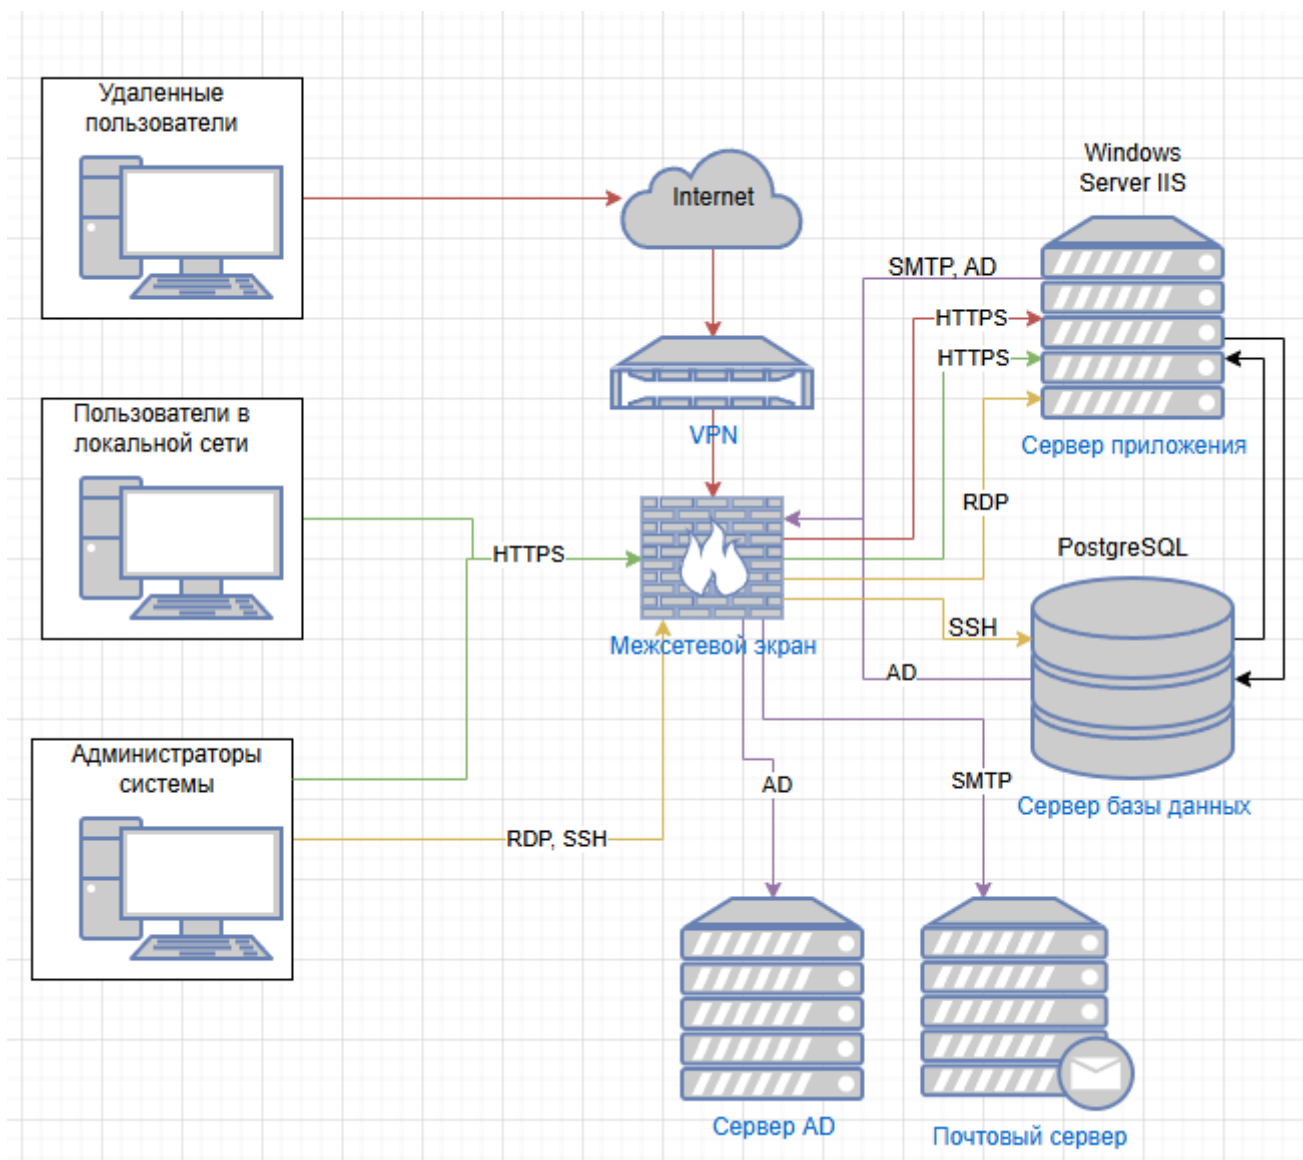 Удаленные
пользователи
Internet
Windows
Server IIS
SMTP, AD
HTTPS
HTTPS
Пользователи в
локальной сети
VPN
Сервер приложения
RDP
HTTPS
PostgreSQL
SSH
Межсетевой экран
AD
Администраторы
системы
AD
SMTP
Сервер базы данных
RDP, SSH
Сервер AD
Почтовый сервер